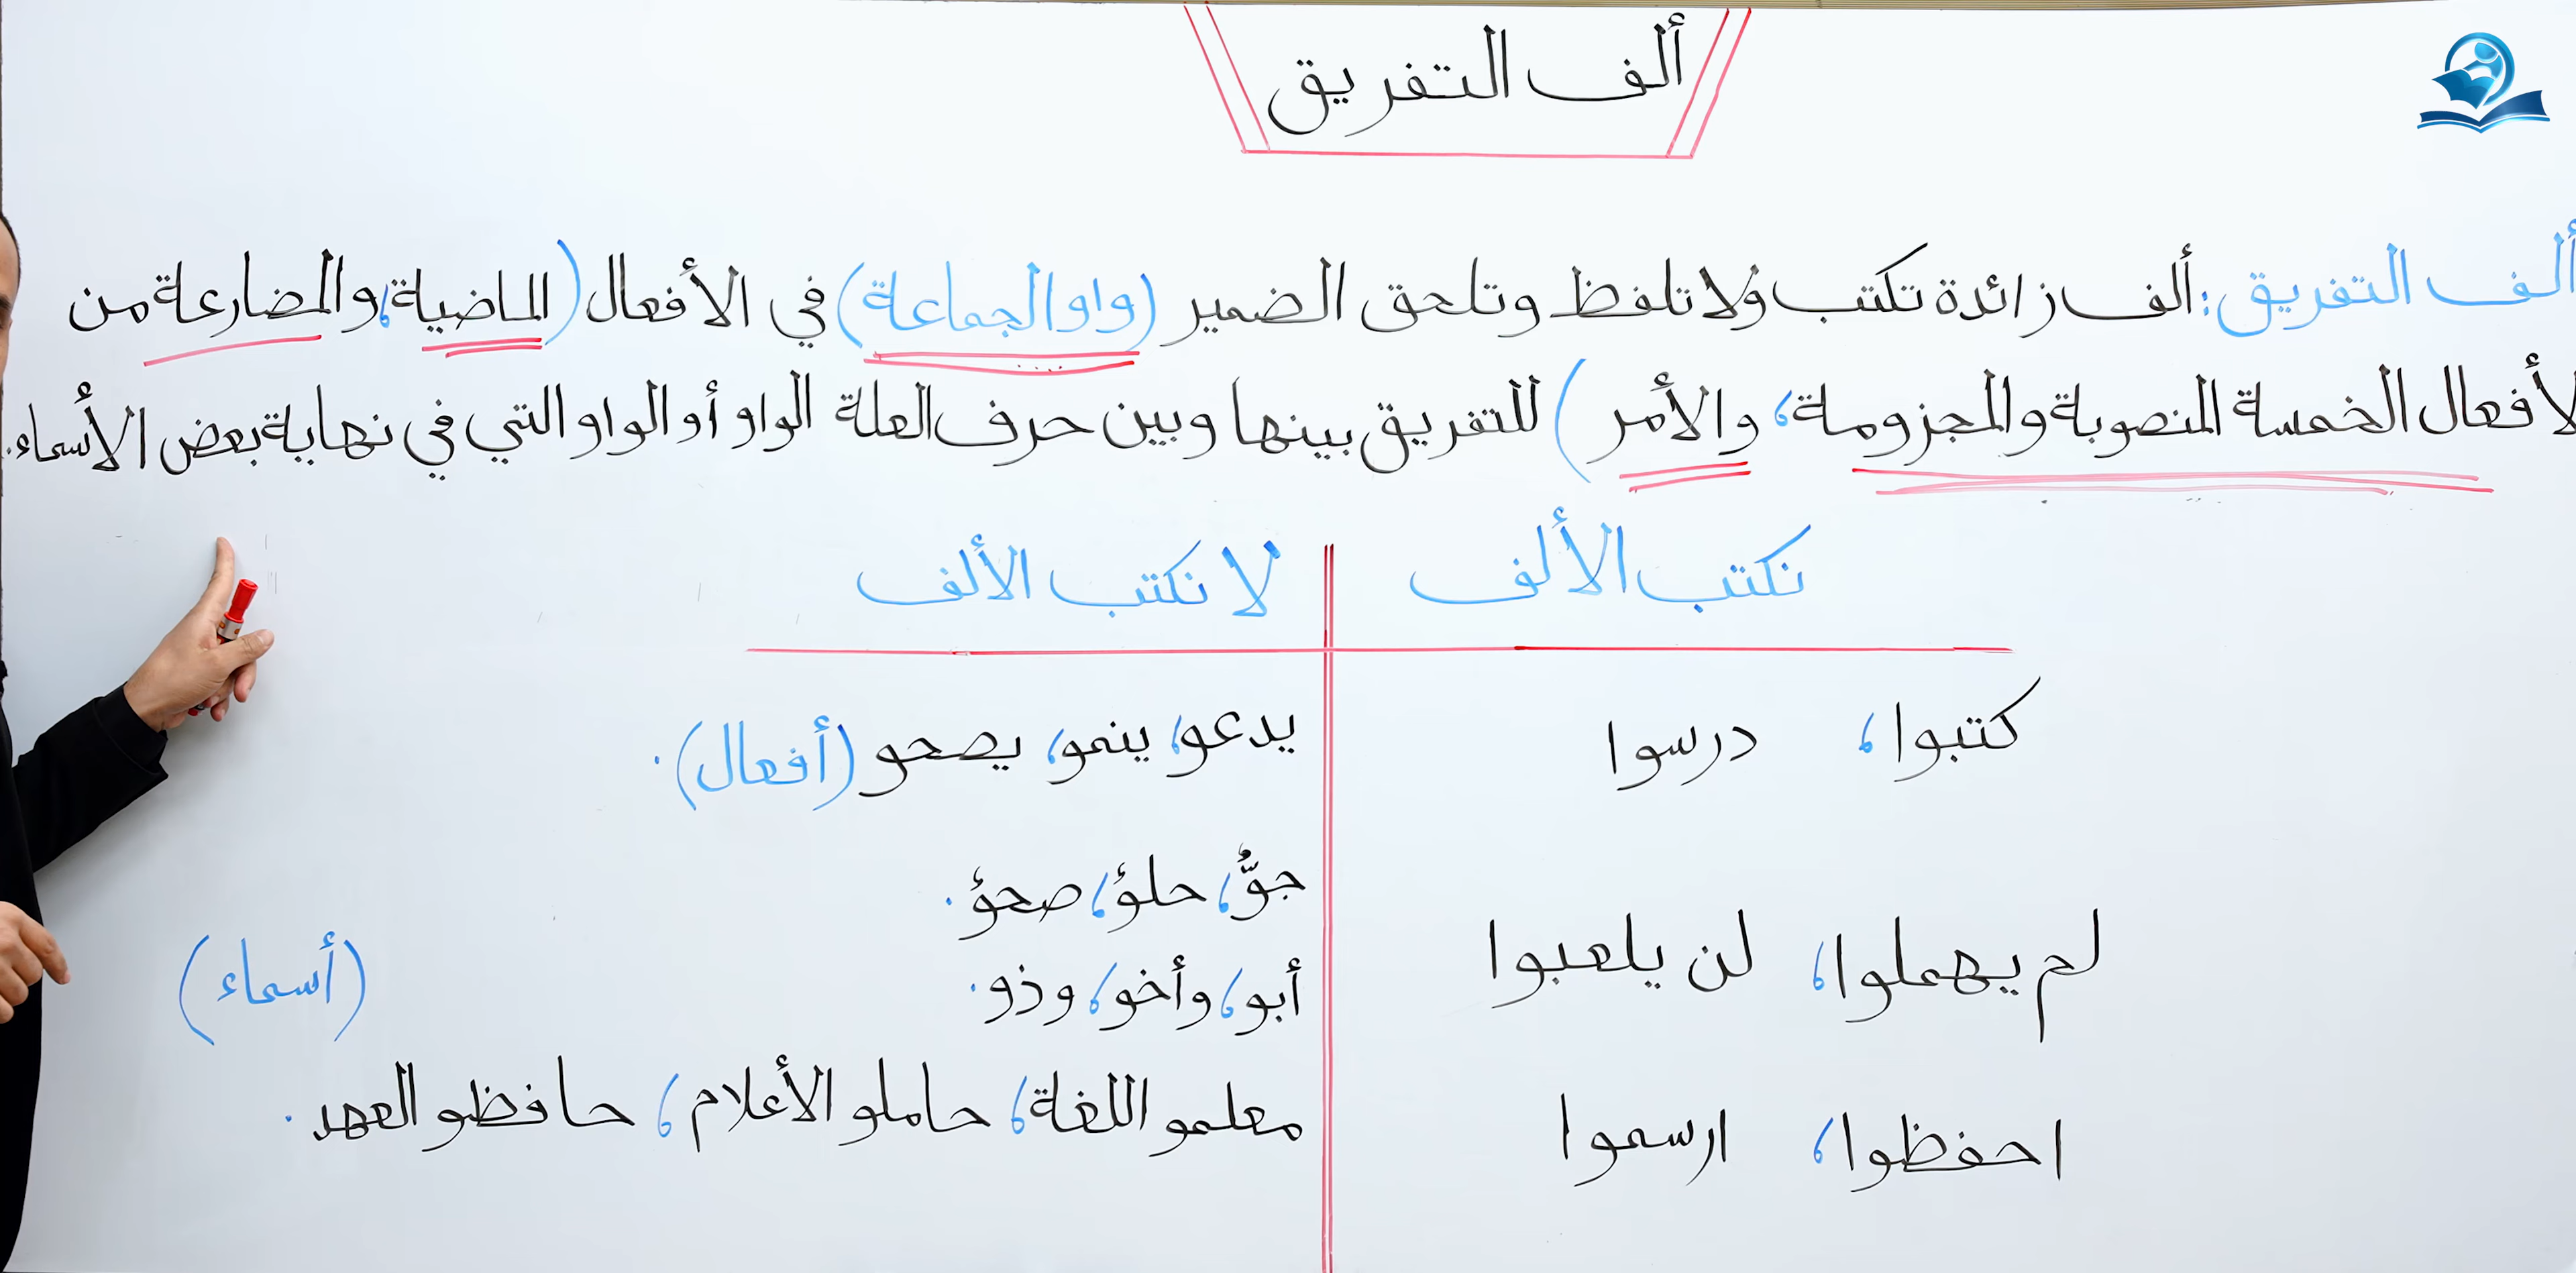 ألف التفريق
ألف التفريق: ألف زائدة تكتب ولا تلفظ وتلحق الضمير (واو الجماعة) في الأفعال (الماضية، والمضارعة من
لأفعال الخمسة المنصوبة والمجزومة، والأمر) للتفريق بينها وبين حرف العلة الواو أو الواو التي في نهاية بعض الأسماء.
نكتب الألف
لا نكتب الألف
كتبوا، درسوا
يدعو، ينمو، يصحو (أفعال).
جوٌّ، حلوٌ، صحوٌ.
لم يهملوا، لن يلعبوا
أبو، وأخو، وذو.
(أسماء)
احفظوا، ارسموا
معلمو اللغة، حاملو الأعلام، حافظو العهد.